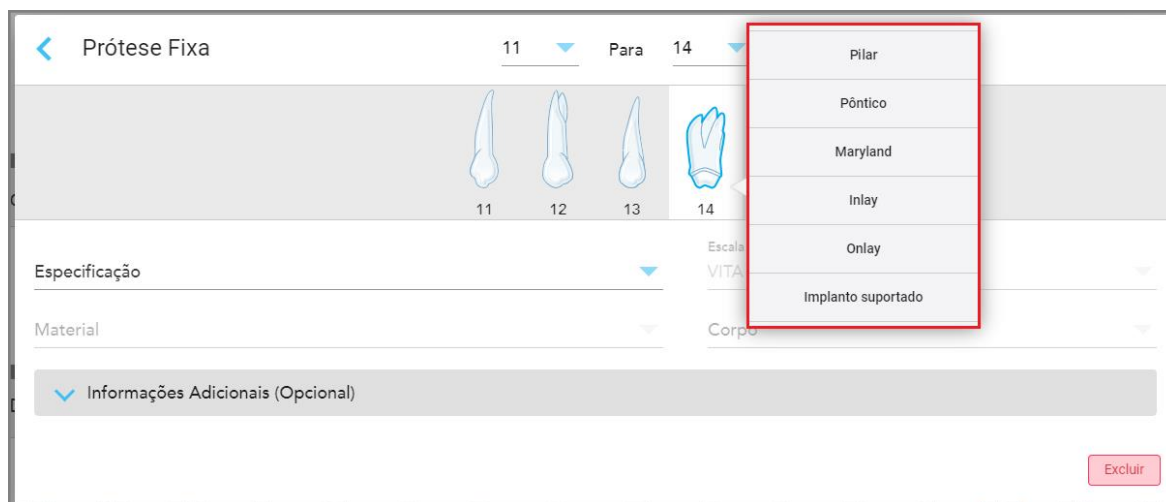 Prótese Fixa
11 Para 14
11 12 13 14
Pilar
Pôntico
Maryland
Inlay
Onlay
Implanto suportado
Especificação
Escala
VITA
Material
Corpo
Informações Adicionais (Opcional)
Excluir